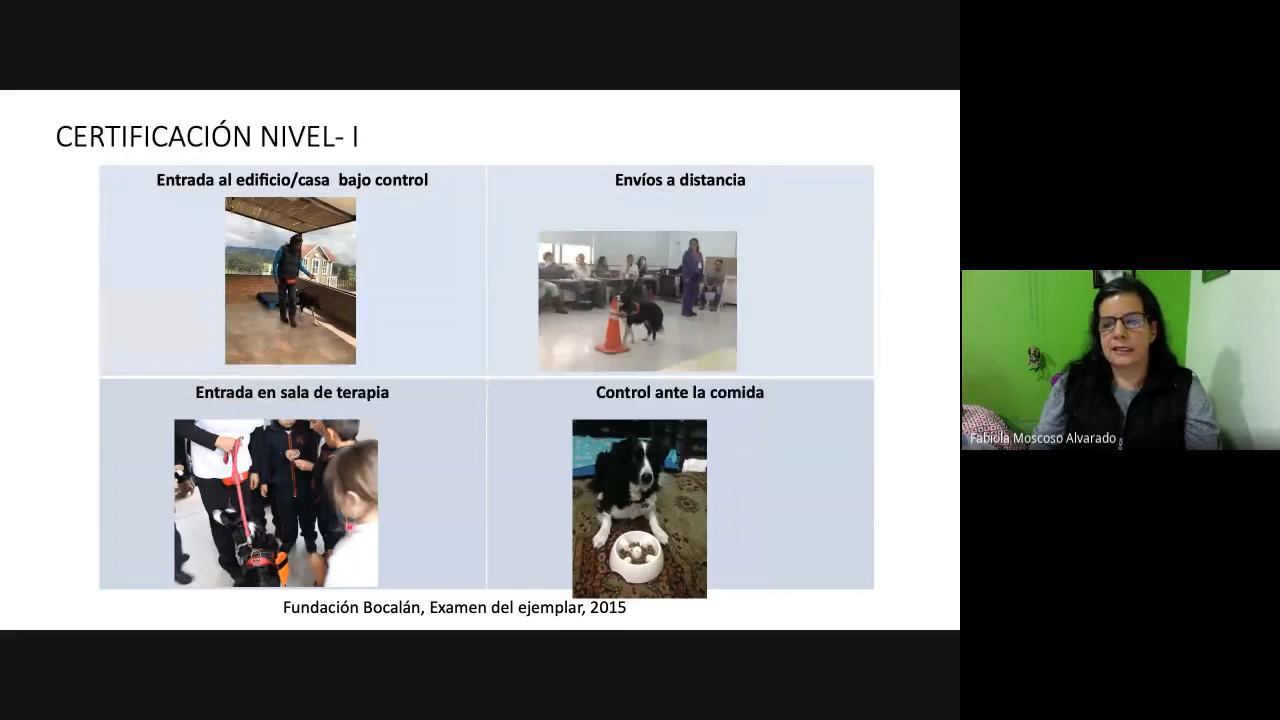 CERTIFICACIÓN NIVEL- I
Entrada al edificio/casa  bajo control
Envíos a distancia
Entrada en sala de terapia
Control ante la comida
Fundación Bocalán, Examen del ejemplar, 2015
Fabiola Moscoso Alvarado